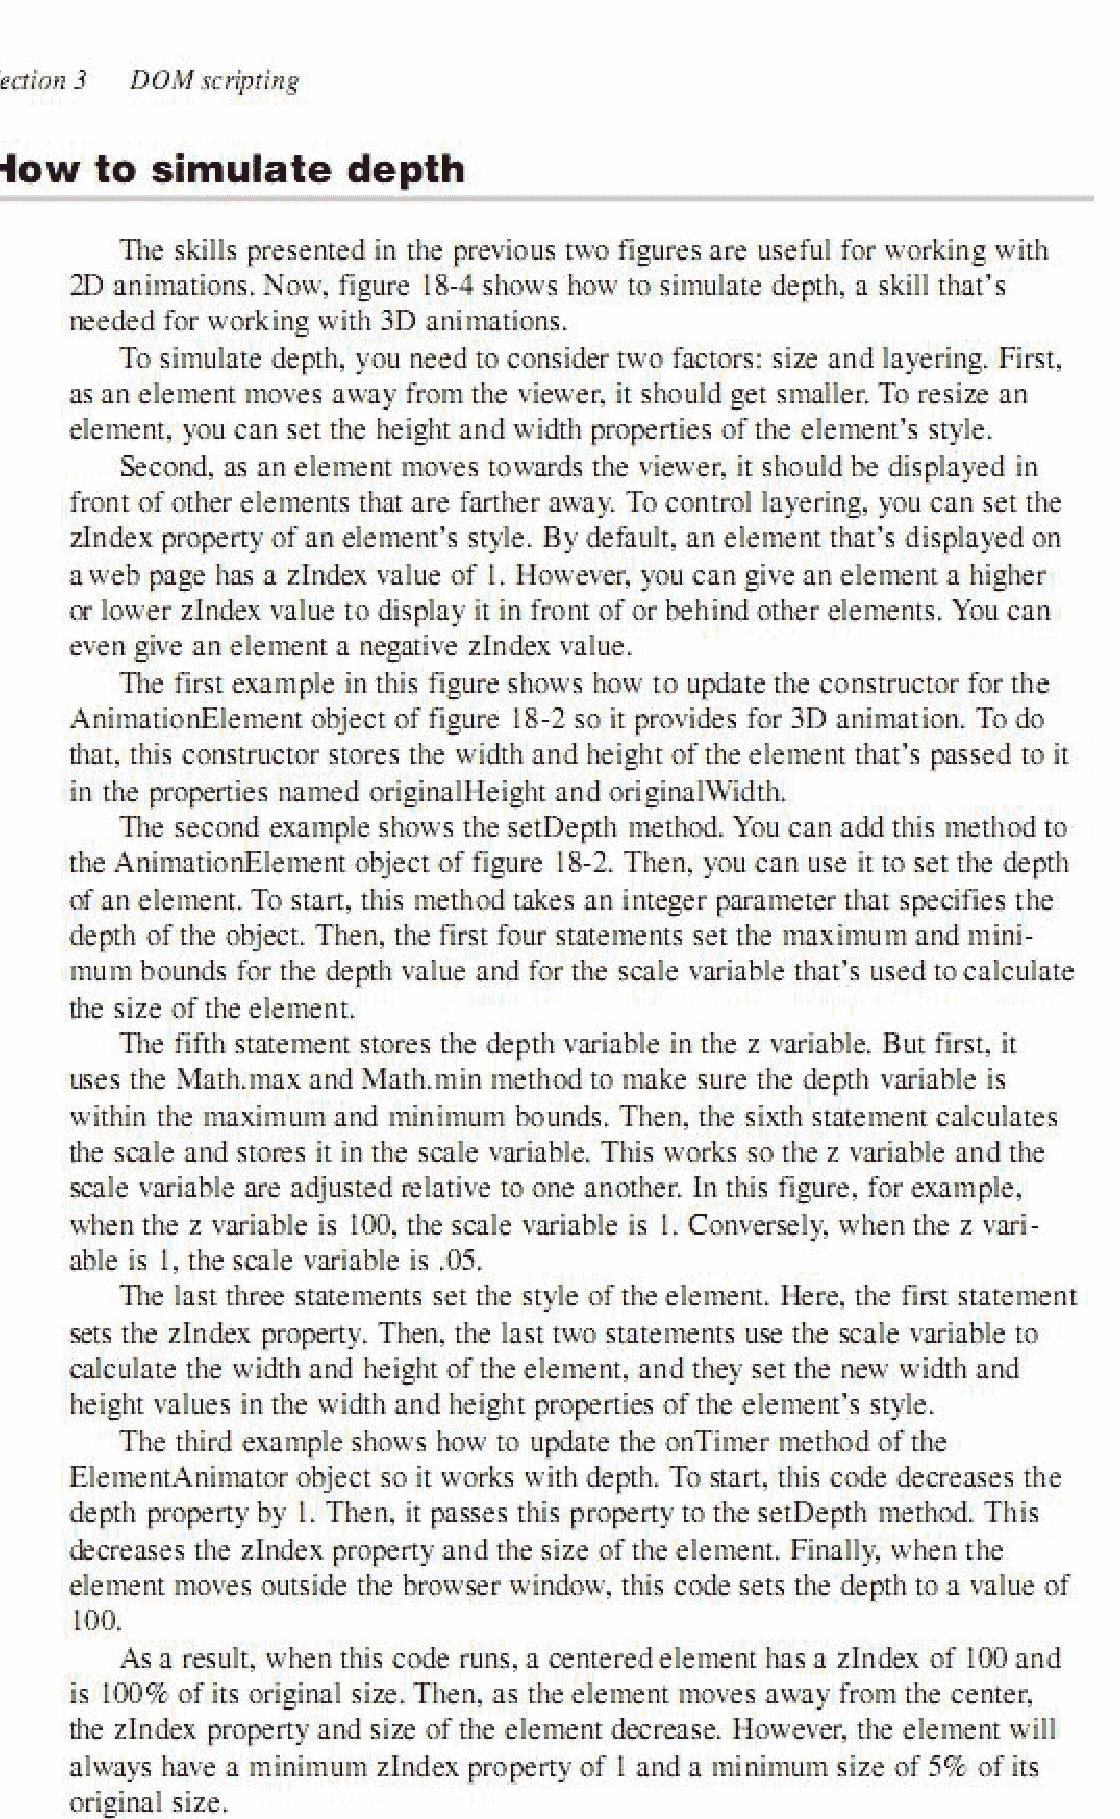 ection 3 DOM scripting
How to simulate depth
The skills presented in the previous two figures are useful for working with
2D animations. Now, figure 18-4 shows how to simulate depth, a skill that's
needed for working with 3D animations.
To simulate depth, you need to consider two factors: size and layering. First,
as an element moves away from the viewer, it should get smaller. To resize an
element, you can set the height and width properties of the element's style.
Second, as an element moves towards the viewer, it should be displayed in
front of other elements that are farther away. To control layering, you can set the
zIndex property of an element's style. By default, an element that's displayed on
a web page has a zIndex value of 1. However, you can give an element a higher
or lower zIndex value to display it in front of or behind other elements. You can
even give an element a negative zIndex value.
The first example in this figure shows how to update the constructor for the
AnimationElement object of figure 18-2 so it provides for 3D animation. To do
that, this constructor stores the width and height of the element that's passed to it
in the properties named originalHeight and originalWidth.
The second example shows the setDepth method. You can add this method to
the AnimationElement object of figure 18-2. Then, you can use it to set the depth
of an element. To start, this method takes an integer parameter that specifies the
depth of the object. Then, the first four statements set the maximum and mini-
mum bounds for the depth value and for the scale variable that's used to calculate
the size of the element.
The fifth statement stores the depth variable in the z variable. But first, it
uses the Math.max and Math.min method to make sure the depth variable is
within the maximum and minimum bounds. Then, the sixth statement calculates
the scale and stores it in the scale variable. This works so the z variable and the
scale variable are adjusted relative to one another. In this figure, for example,
when the z variable is 100, the scale variable is 1. Conversely, when the z vari-
able is 1, the scale variable is .05.
The last three statements set the style of the element. Here, the first statement
sets the zIndex property. Then, the last two statements use the scale variable to
calculate the width and height of the element, and they set the new width and
height values in the width and height properties of the element's style.
The third example shows how to update the onTimer method of the
ElementAnimator object so it works with depth. To start, this code decreases the
depth property by 1. Then, it passes this property to the setDepth method. This
decreases the zIndex property and the size of the element. Finally, when the
element moves outside the browser window, this code sets the depth to a value of
100.
As a result, when this code runs, a centered element has a zIndex of 100 and
is 100% of its original size. Then, as the element moves away from the center,
the zIndex property and size of the element decrease. However, the element will
always have a minimum zIndex property of 1 and a minimum size of 5% of its
original size.